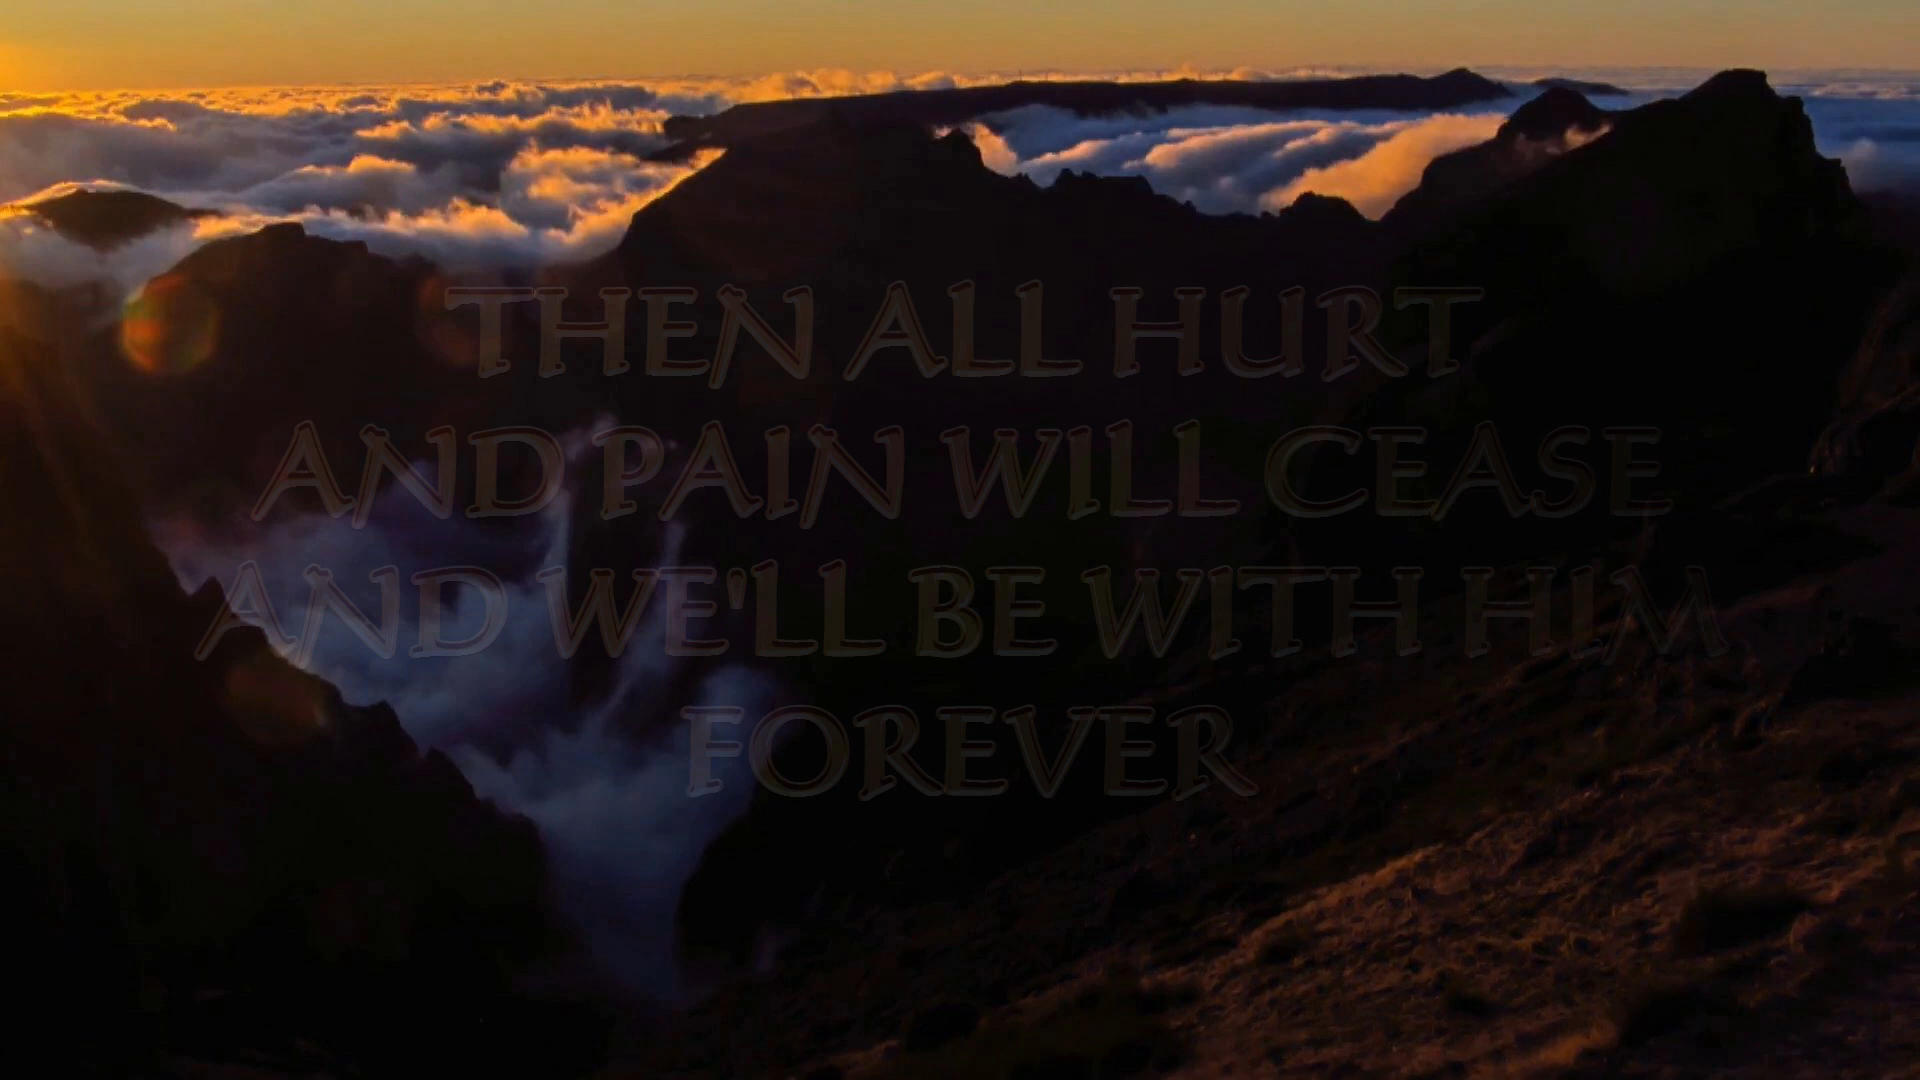 THEN ALL HURT
AND PAIN WILL CEASE
AND WE'LL BE WITH HIM
FOREVER